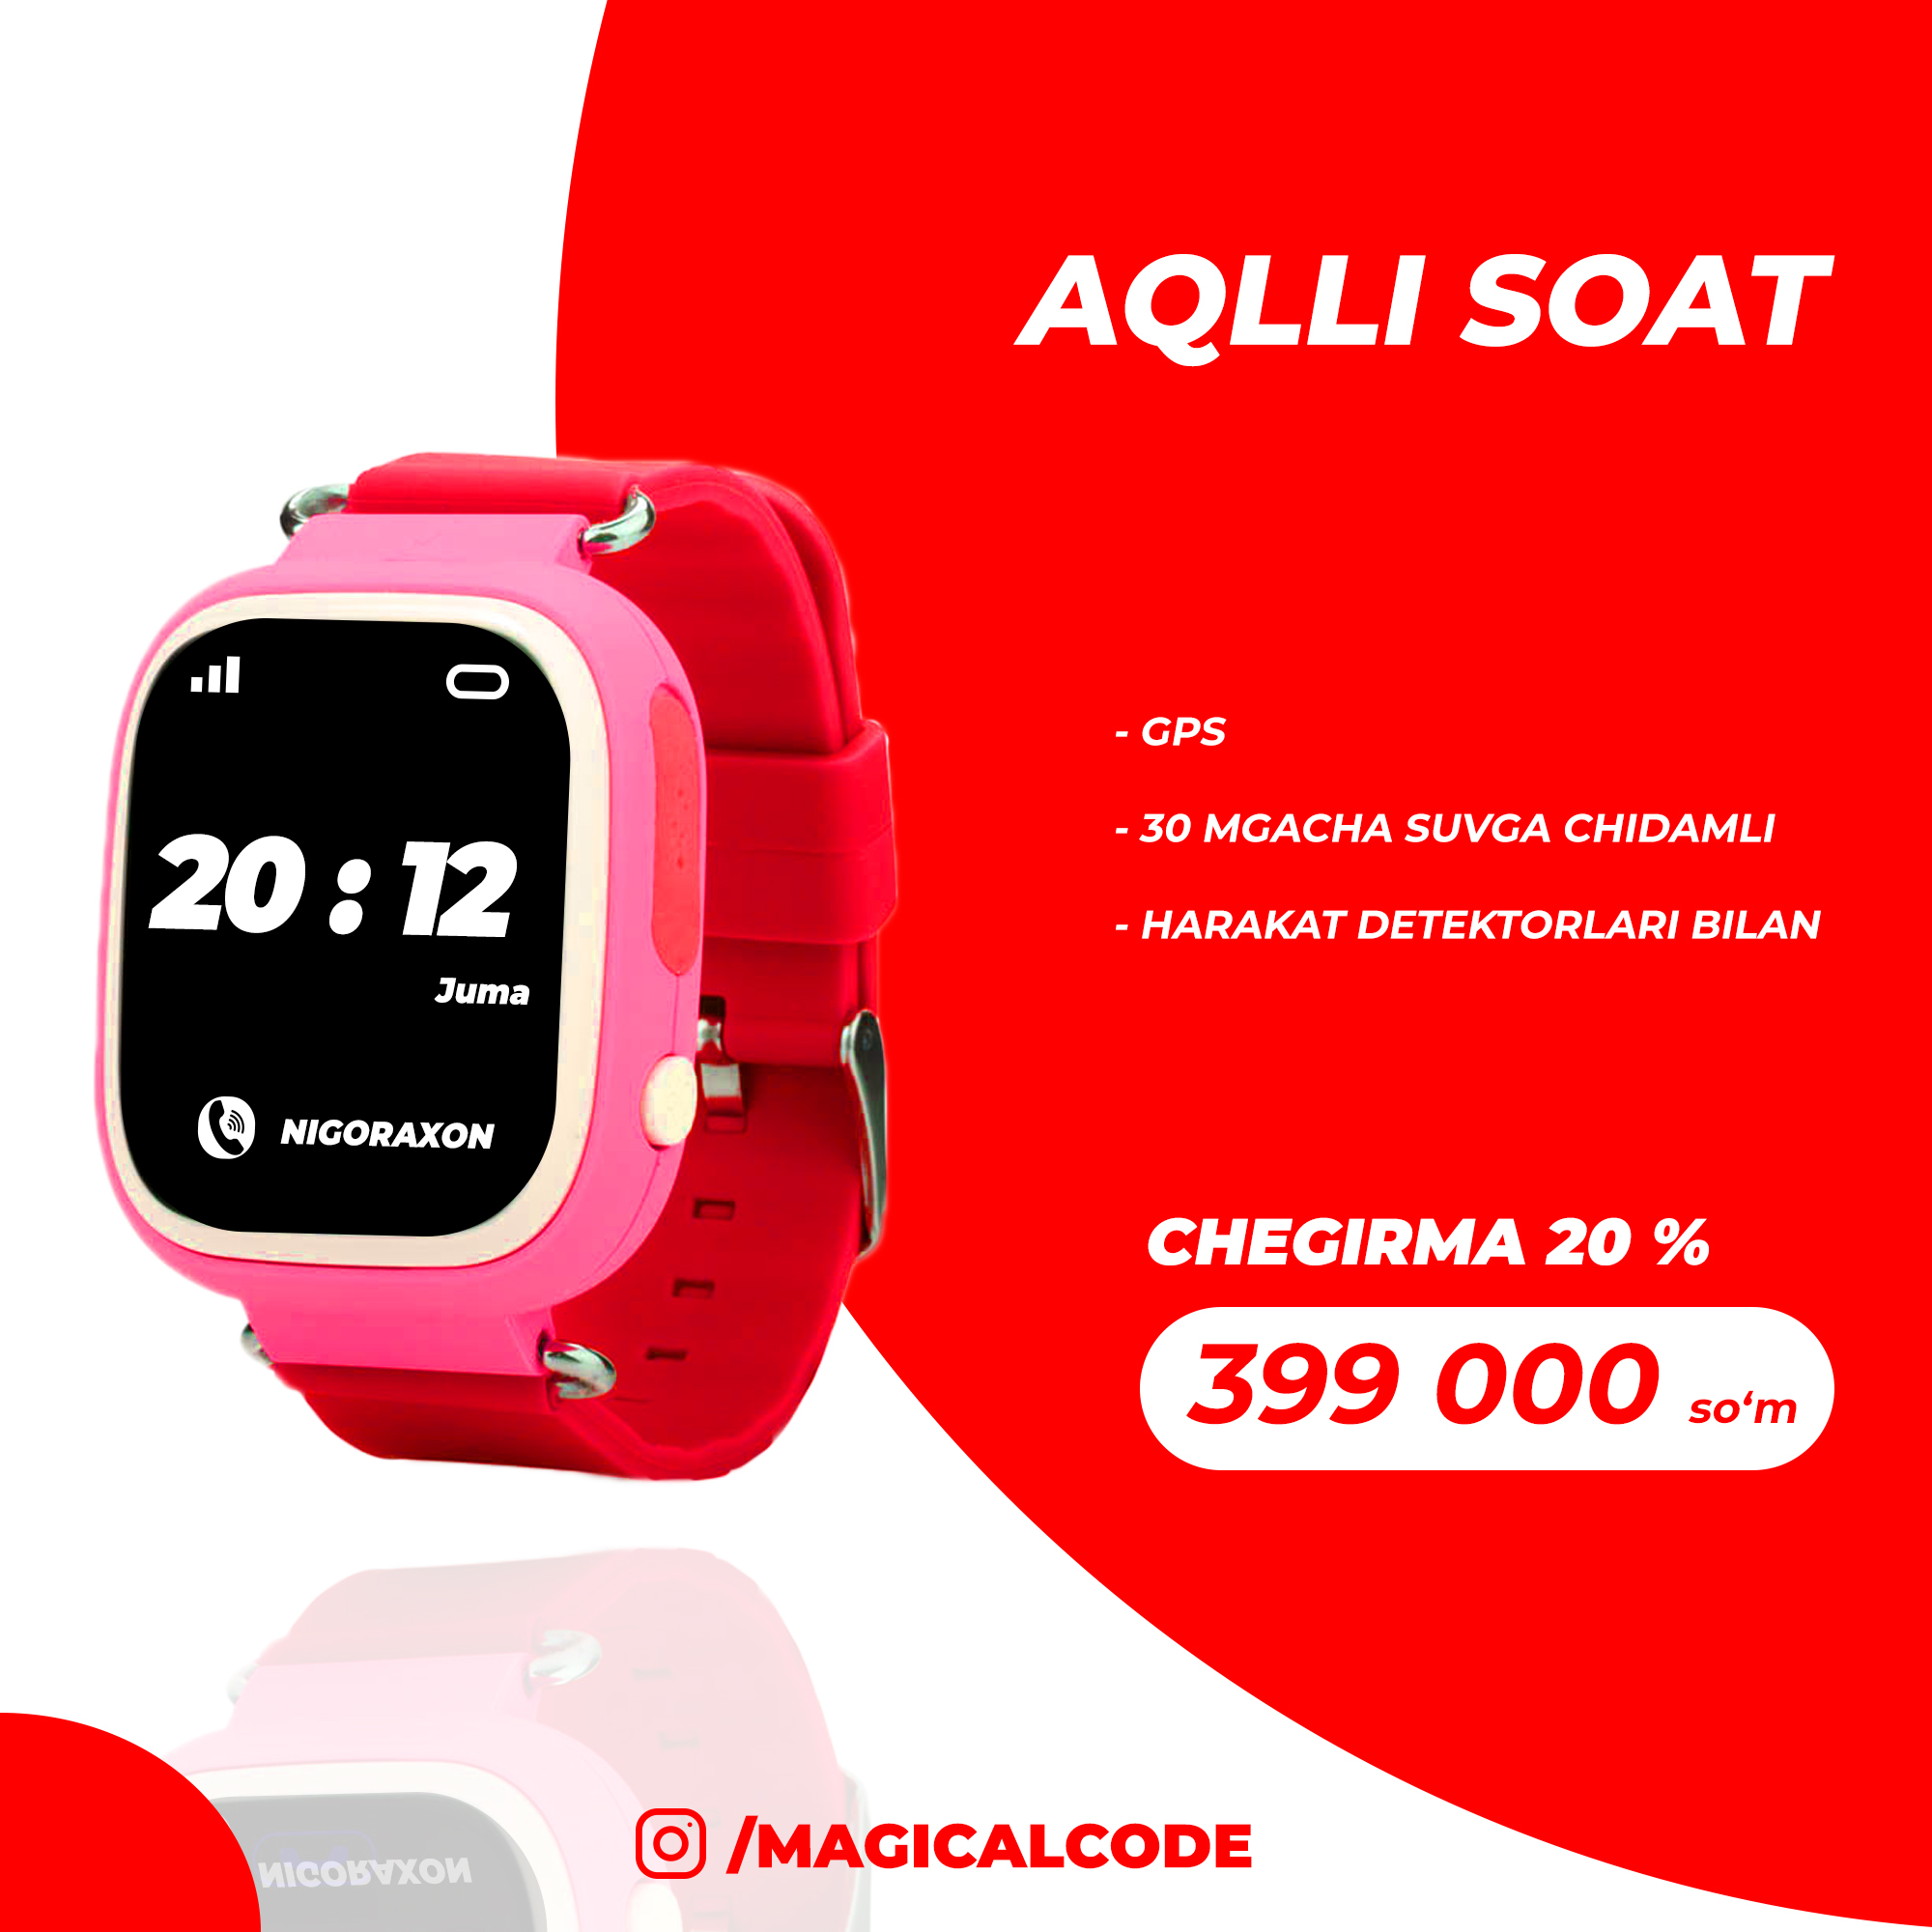 AQLLI SOAT
- GPS
- 30 MGACHA SUVGA CHIDAMLI
- HARAKAT DETEKTORLARI BILAN
20 : 12
Juma
NIGORAXON
CHEGIRMA 20 %
399 000 so‘m
NIGORAXON
/MAGICALCODE